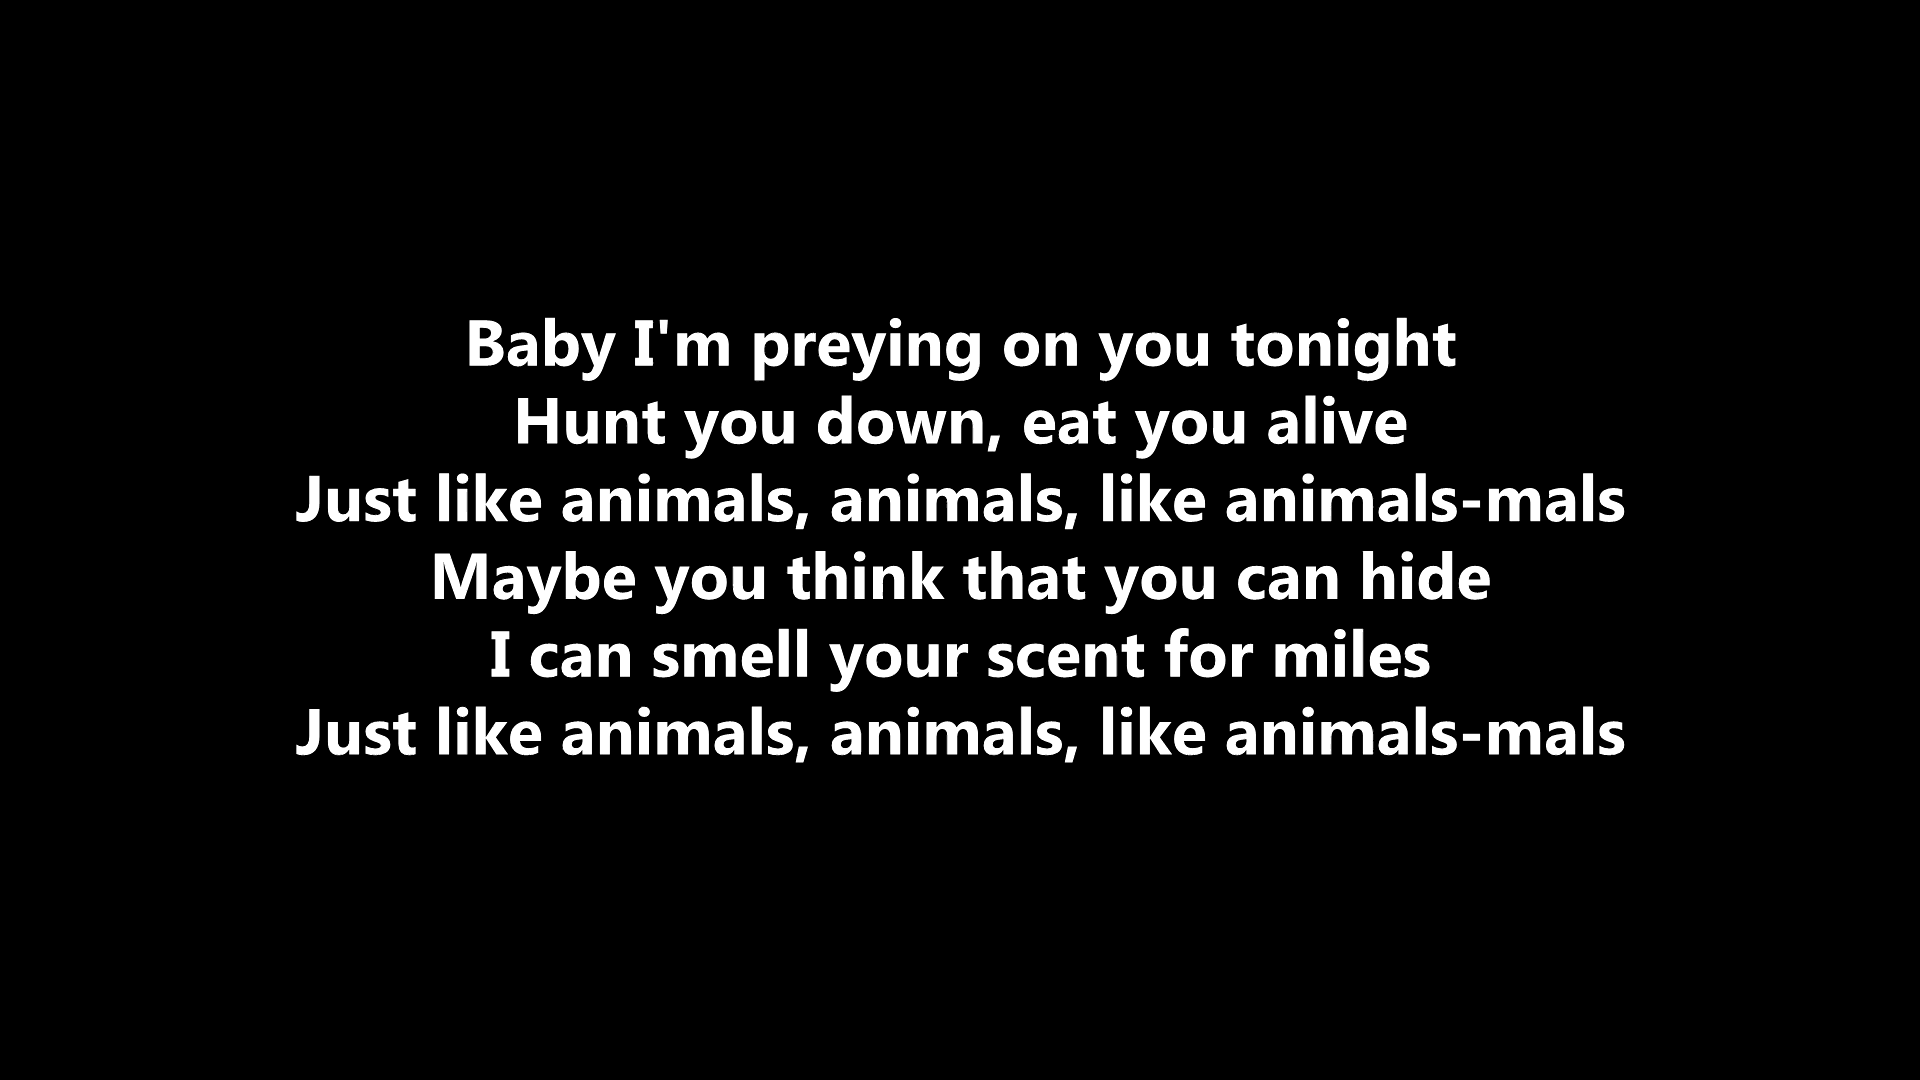 Baby I'm preying on you tonight
Hunt you down, eat you alive
Just like animals, animals, like animals-mals
Maybe you think that you can hide
I can smell your scent for miles
Just like animals, animals, like animals-mals